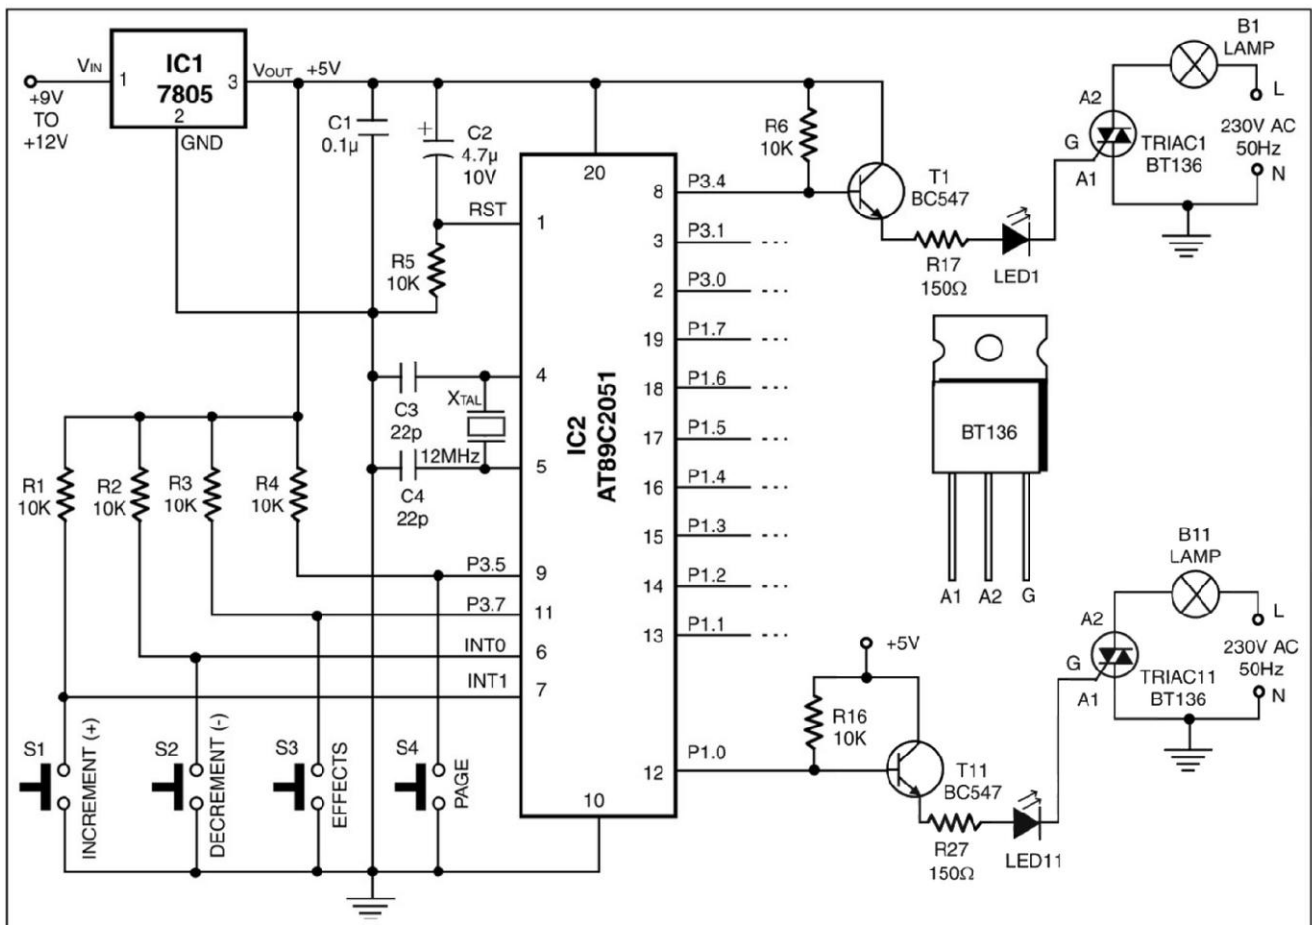 VIN
1
IC1
7805
3
2
VOUT +5V
GND
+9V
TO
+12V
C1
0.1µ
+
C2
4.7µ
10V
RST
R5
10K
C3
22p
XTAL
12MHz
C4
22p
R1
10K
R2
10K
R3
10K
R4
10K
P3.5
P3.7
INT0
INT1
S1
INCREMENT (+)
S2
DECREMENT (-)
S3
EFFECTS
S4
PAGE
20
1
4
5
9
11
6
7
10
IC2
AT89C2051
8
3
2
19
18
17
16
15
14
13
12
P3.4
P3.1
P3.0
P1.7
P1.6
P1.5
P1.4
P1.3
P1.2
P1.1
P1.0
R6
10K
T1
BC547
R17
150Ω
LED1
B1
LAMP
A2
G
A1
TRIAC1
BT136
L
230V AC
50Hz
N
BT136
A1 A2 G
+5V
R16
10K
T11
BC547
R27
150Ω
LED11
B11
LAMP
A2
G
A1
TRIAC11
BT136
L
230V AC
50Hz
N